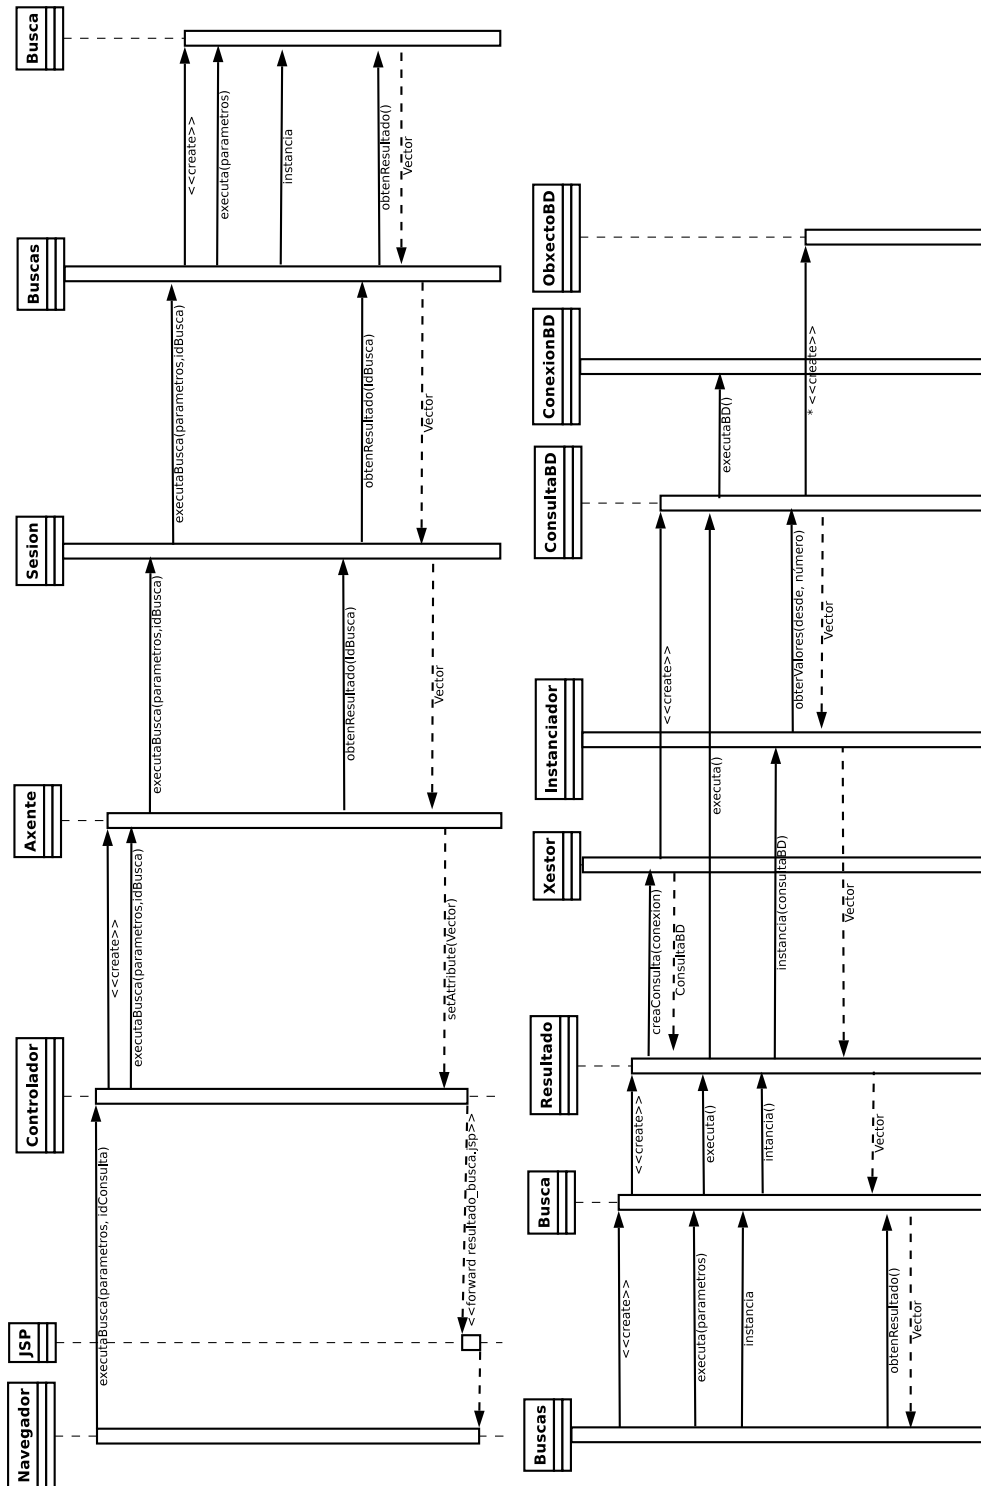 Navegador
JSP
Controlador
Axente
Sesion
Buscas
Busca
executaBusca(parametros, idConsulta)
<<create>>
executaBusca(parametros,idBusca)
executaBusca(parametros,idBusca)
executaBusca(parametros,idBusca)
<<create>>
executa(parametros)
instancia
obtenResultado(IdBusca)
obtenResultado(IdBusca)
obtenResultado()
Vector
Vector
Vector
setAttribute(Vector)
<<forward resultado_busca.jsp>>
Buscas
Busca
Resultado
Xestor
Instanciador
ConsultaBD
ConexionBD
ObxectoBD
<<create>>
<<create>>
creaConsulta(conexion)
<<create>>
ConsultaBD
executa(parametros)
executa()
executa()
executaBD()
instancia
intancia()
instancia(consultaBD)
obterValores(desde, número)
* <<create>>
Vector
Vector
Vector
obtenResultado()
Vector